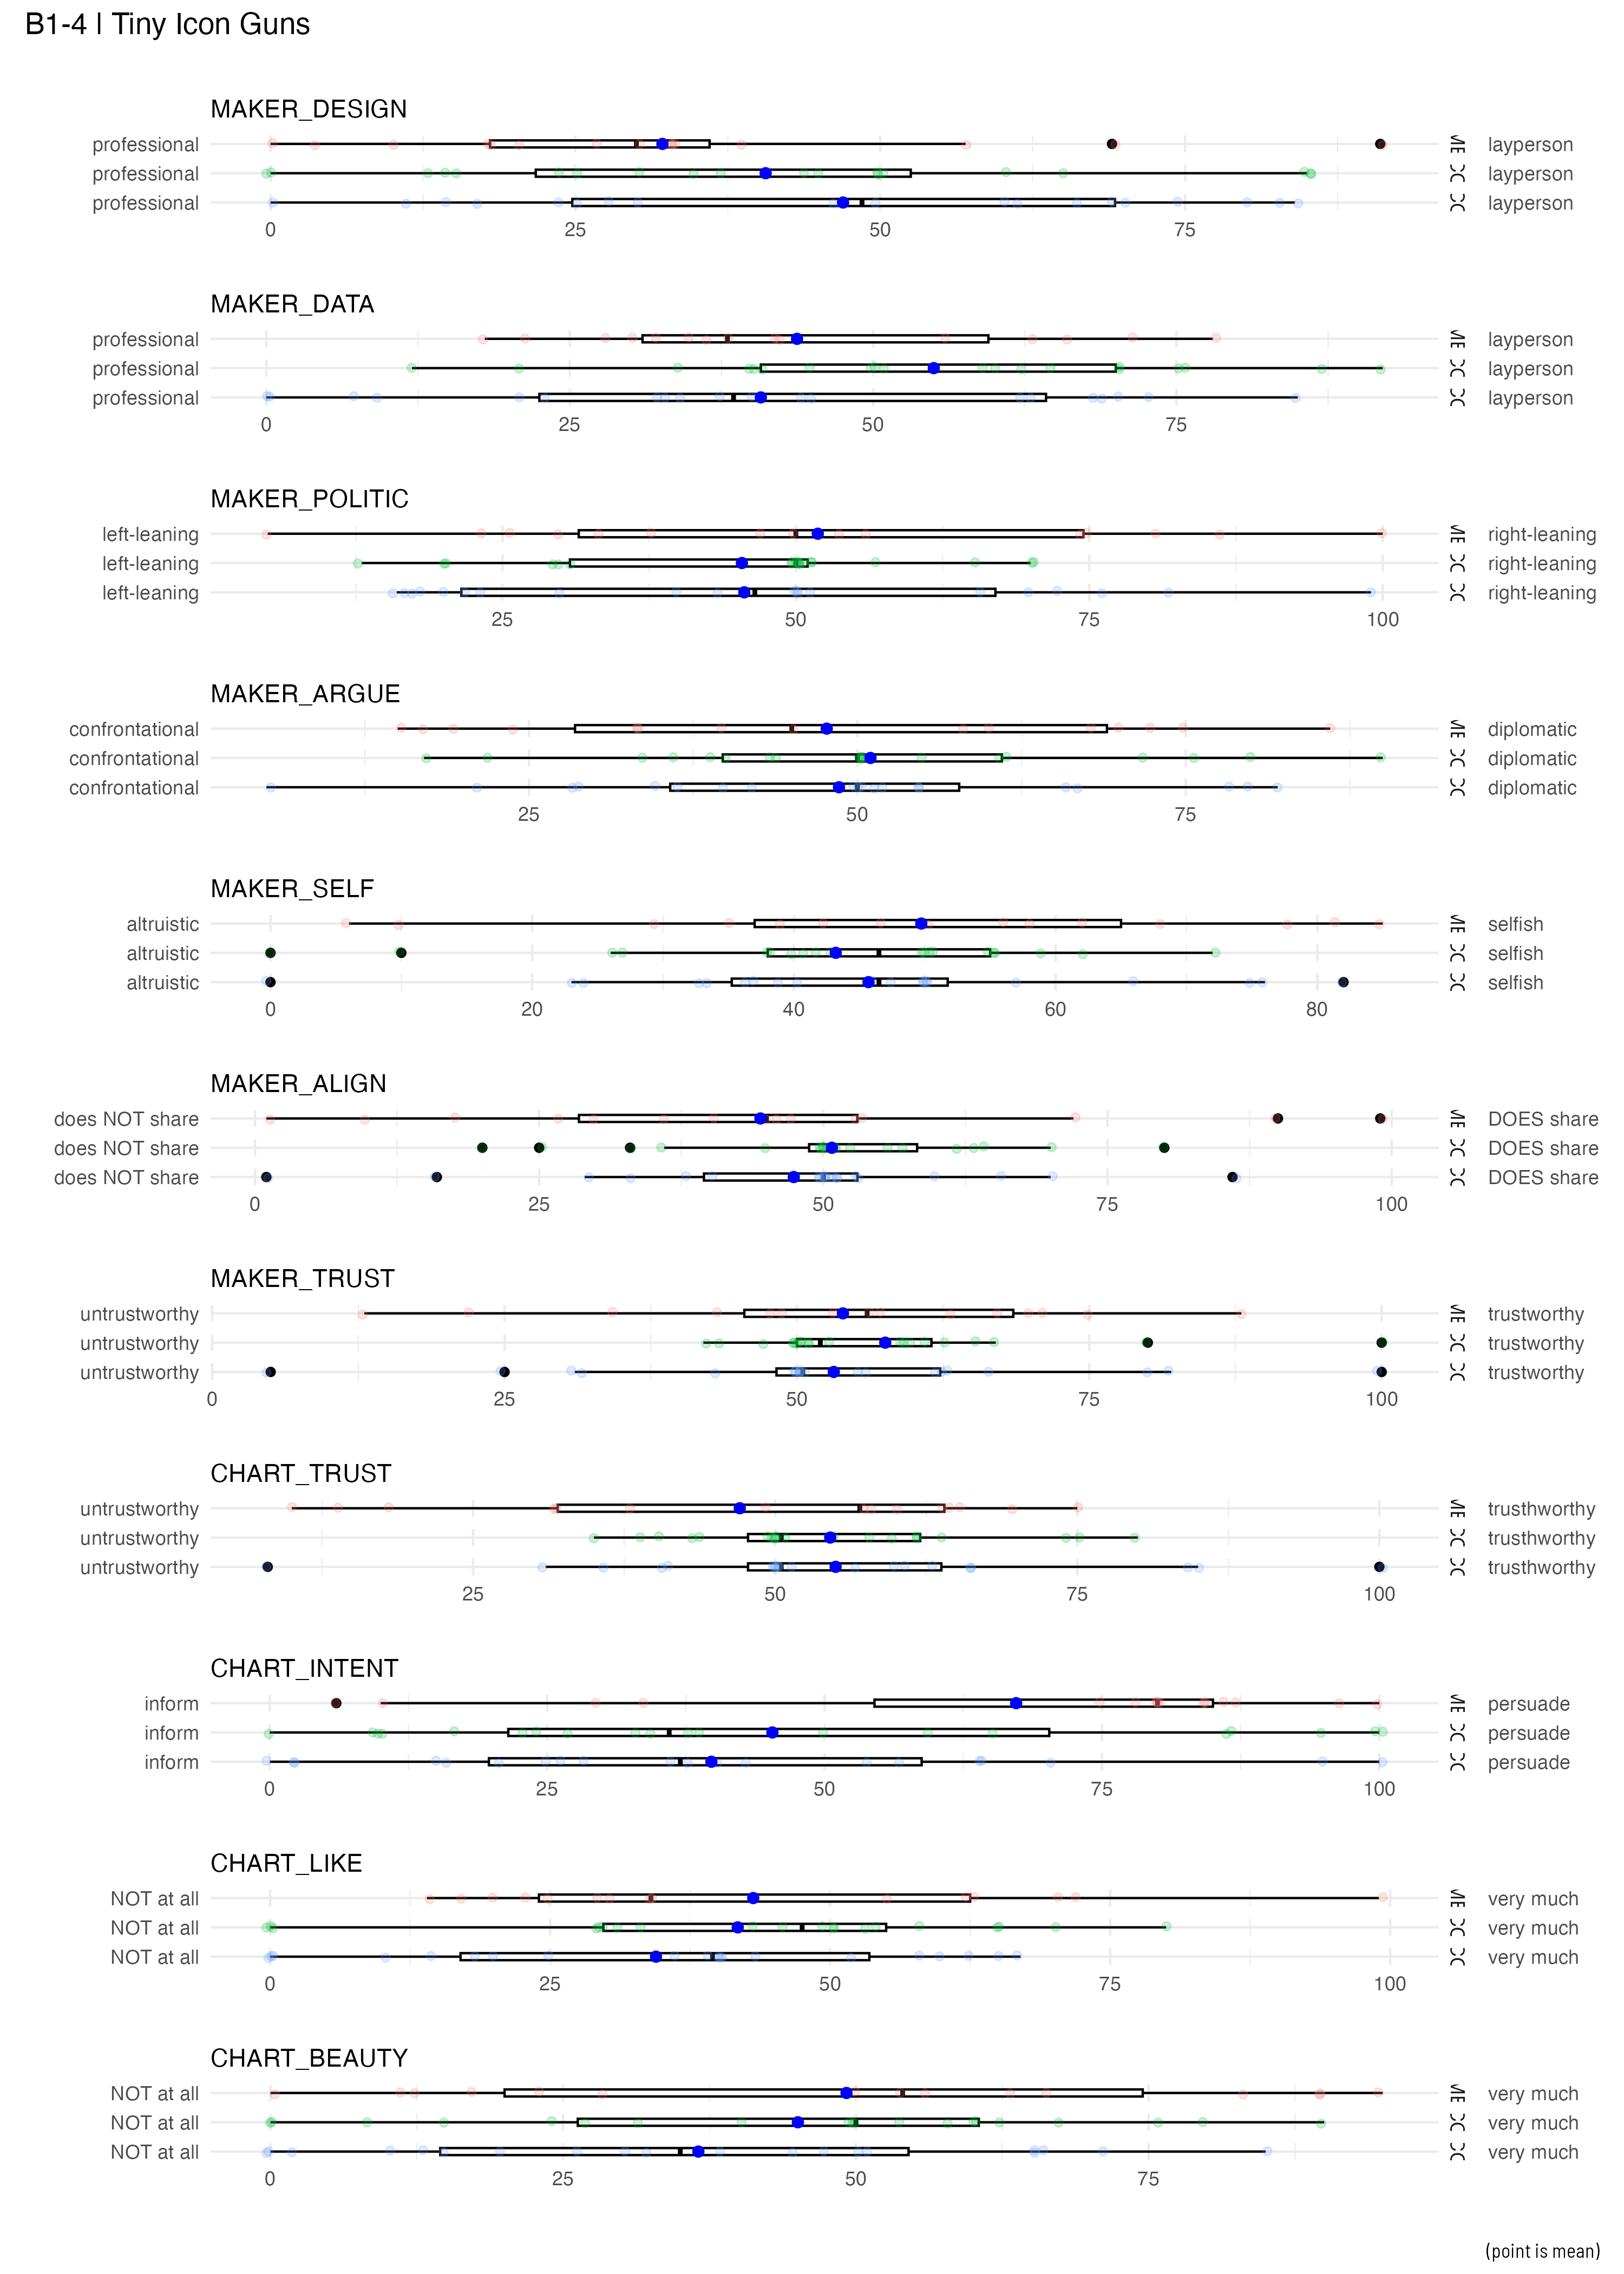 B1-4 | Tiny Icon Guns
MAKER_DESIGN
professional layperson
professional layperson
professional layperson
0 25 50 75
MAKER_DATA
professional layperson
professional layperson
professional layperson
0 25 50 75
MAKER_POLITIC
left-leaning right-leaning
left-leaning right-leaning
left-leaning right-leaning
25 50 75 100
MAKER_ARGUE
confrontational diplomatic
confrontational diplomatic
confrontational diplomatic
25 50 75
MAKER_SELF
altruistic selfish
altruistic selfish
altruistic selfish
0 20 40 60 80
MAKER_ALIGN
does NOT share DOES share
does NOT share DOES share
does NOT share DOES share
0 25 50 75 100
MAKER_TRUST
untrustworthy trustworthy
untrustworthy trustworthy
untrustworthy trustworthy
0 25 50 75 100
CHART_TRUST
untrustworthy trusthworthy
untrustworthy trusthworthy
untrustworthy trusthworthy
25 50 75 100
CHART_INTENT
inform persuade
inform persuade
inform persuade
0 25 50 75 100
CHART_LIKE
NOT at all very much
NOT at all very much
NOT at all very much
0 25 50 75 100
CHART_BEAUTY
NOT at all very much
NOT at all very much
NOT at all very much
0 25 50 75
(point is mean)